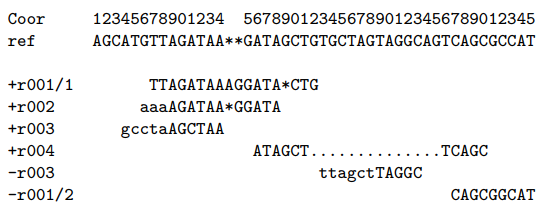 Coor     12345678901234  5678901234567890123456789012345
ref      AGCATGTTAGATAA**GATAGCTGTGCTAGTAGGCAGTCAGCGCCAT

+r001/1        TTAGATAAAGGATA*CTG
+r002         aaaAGATAA*GGATA
+r003       gcctaAGCTAA
+r004                     ATAGCT..............TCAGC
-r003                            ttagctTAGGC
-r001/2                                        CAGCGGCAT